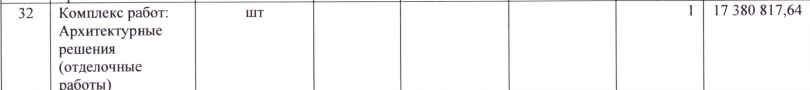 32 Комплекс работ: шт 1 17 380 817,64
Архитектурные
решения
(отделочные
работы)